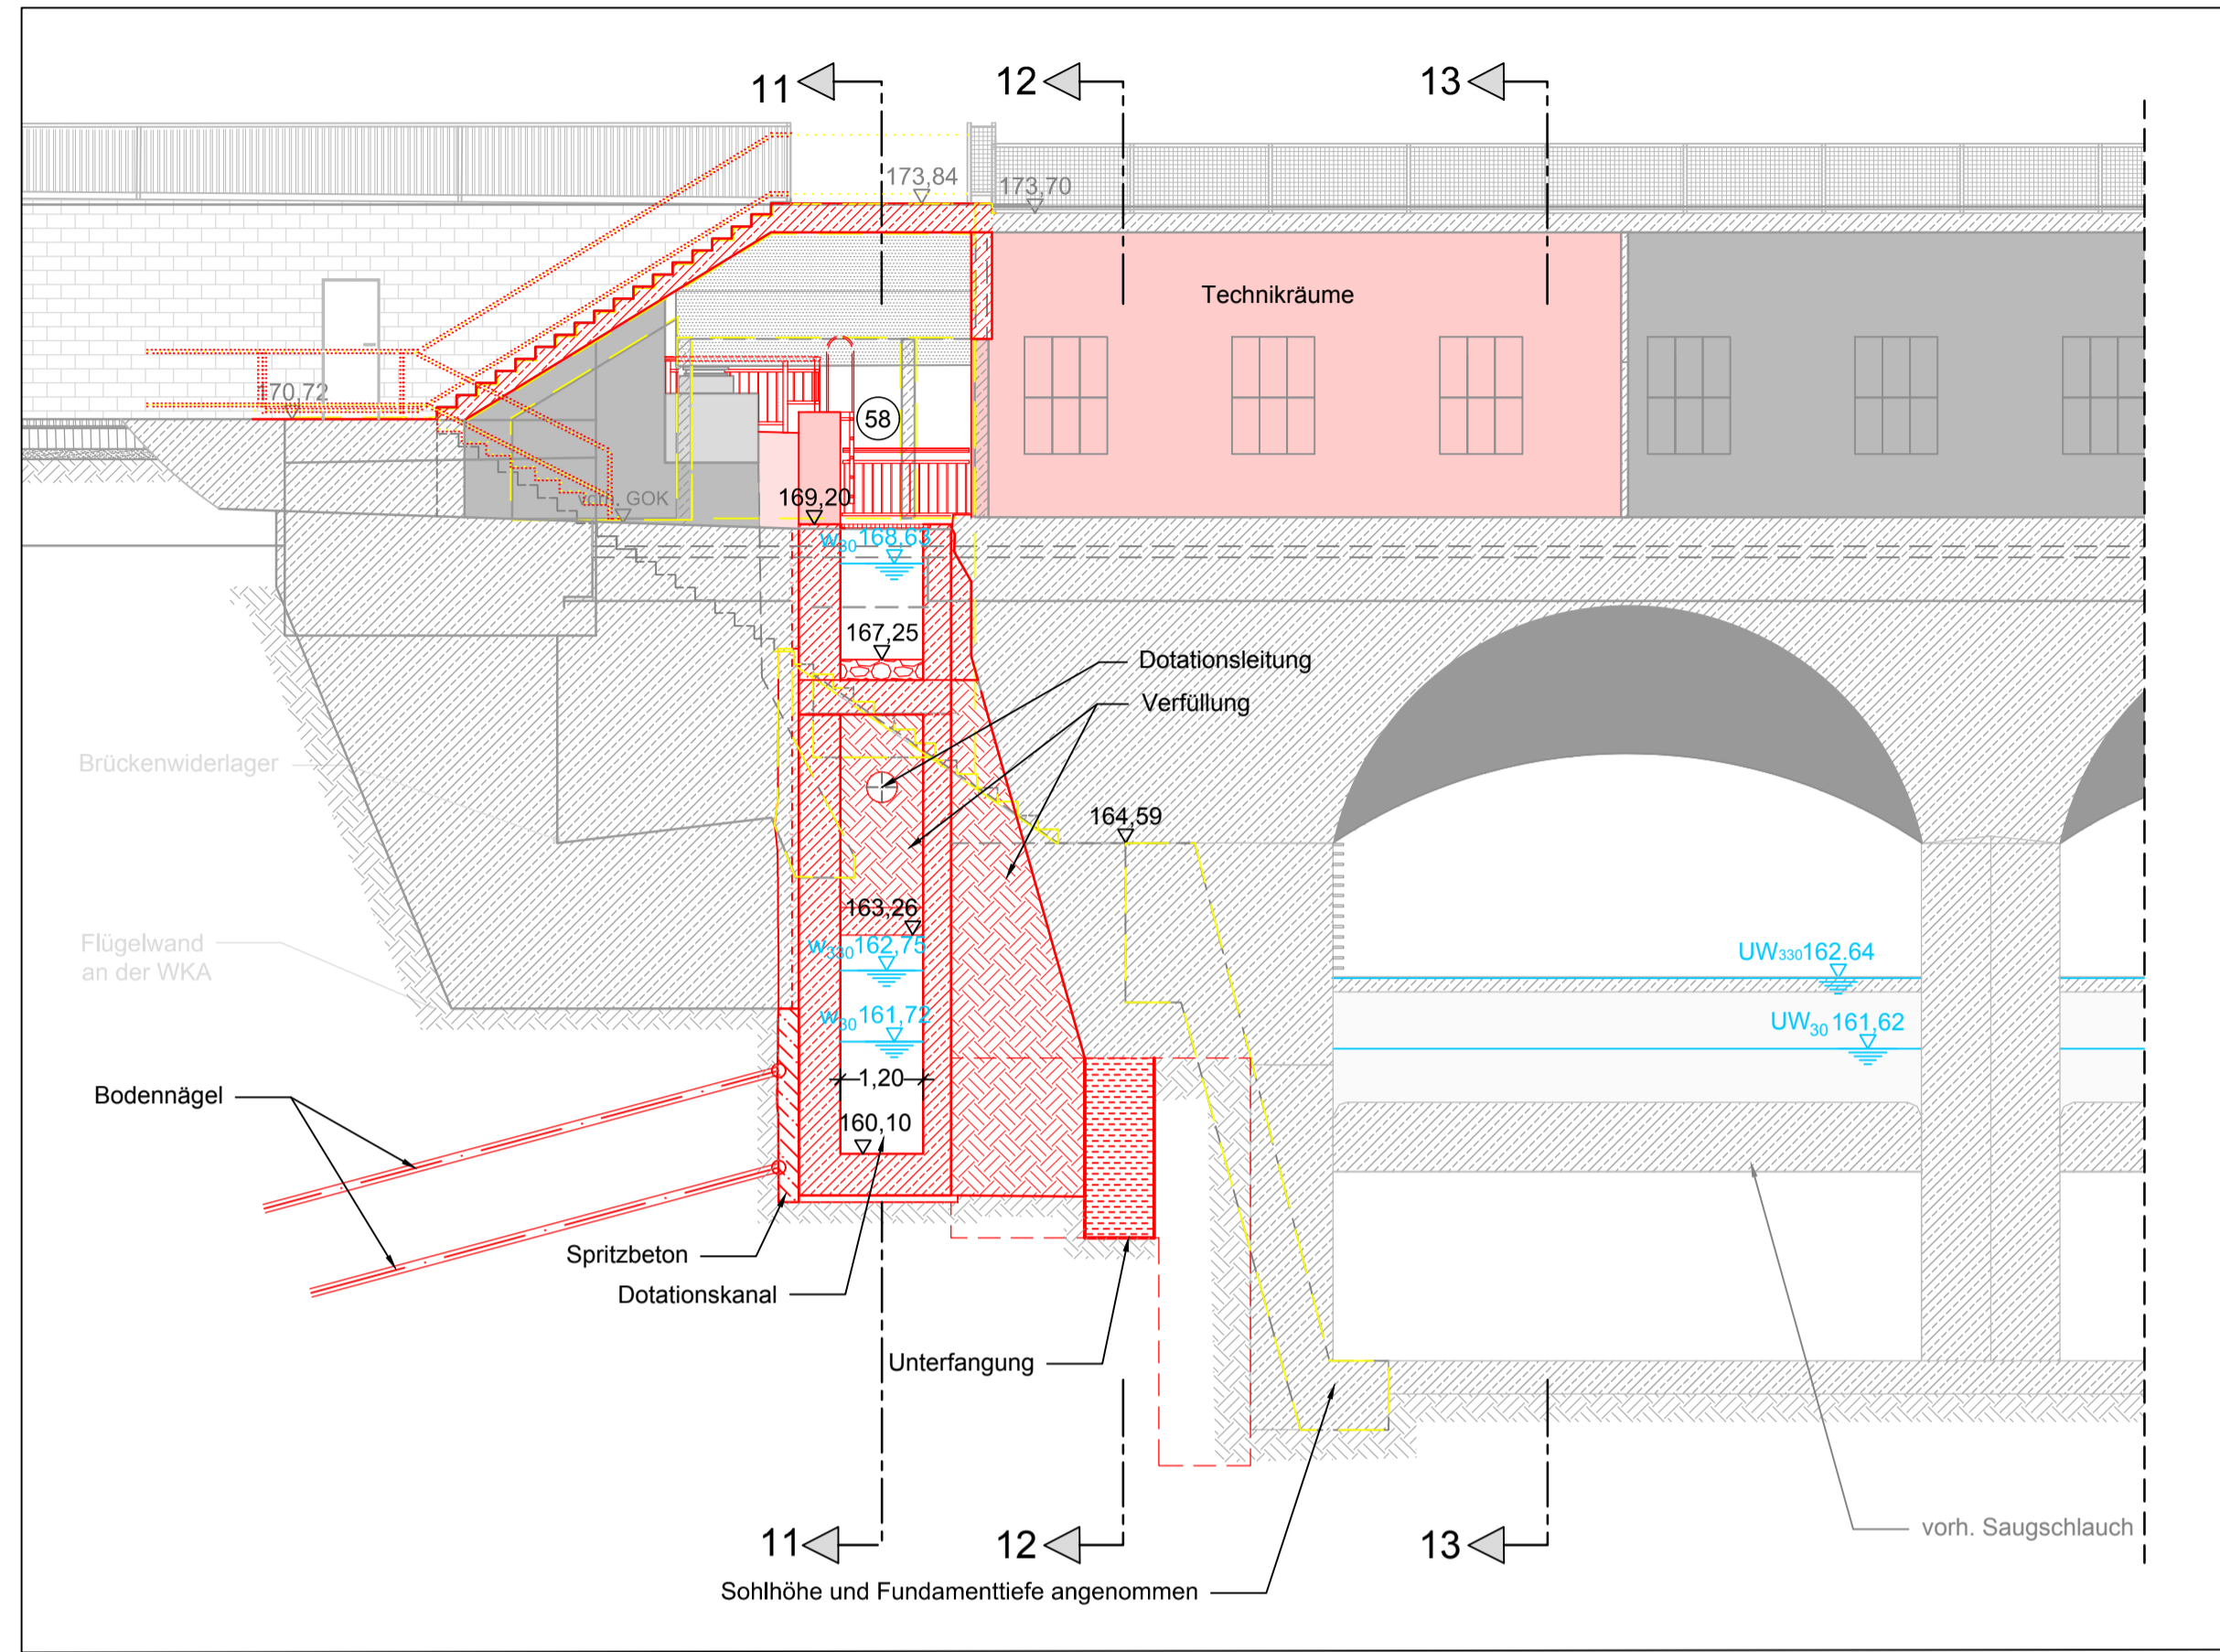 11
12
13
173,84
173,70
Technikräume
170,72
58
vorh. GOK
169,20
W30 168,63
167,25
Dotationsleitung
Verfüllung
Brückenwiderlager
164,59
163,26
Flügelwand
an der WKA
W330 162,75
UW330 162.64
W30 161,72
UW30 161,62
1,20
Bodennägel
160,10
Spritzbeton
Dotationskanal
Unterfangung
vorh. Saugschlauch
11
12
13
Sohlhöhe und Fundamenttiefe angenommen